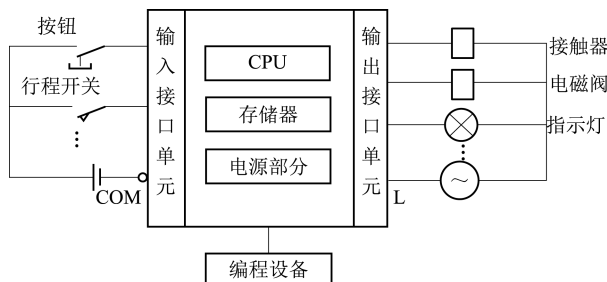 按钮
行程开关
COM
输入接口单元
CPU
存储器
电源部分
输出接口单元
接触器
电磁阀
指示灯
~
L
编程设备